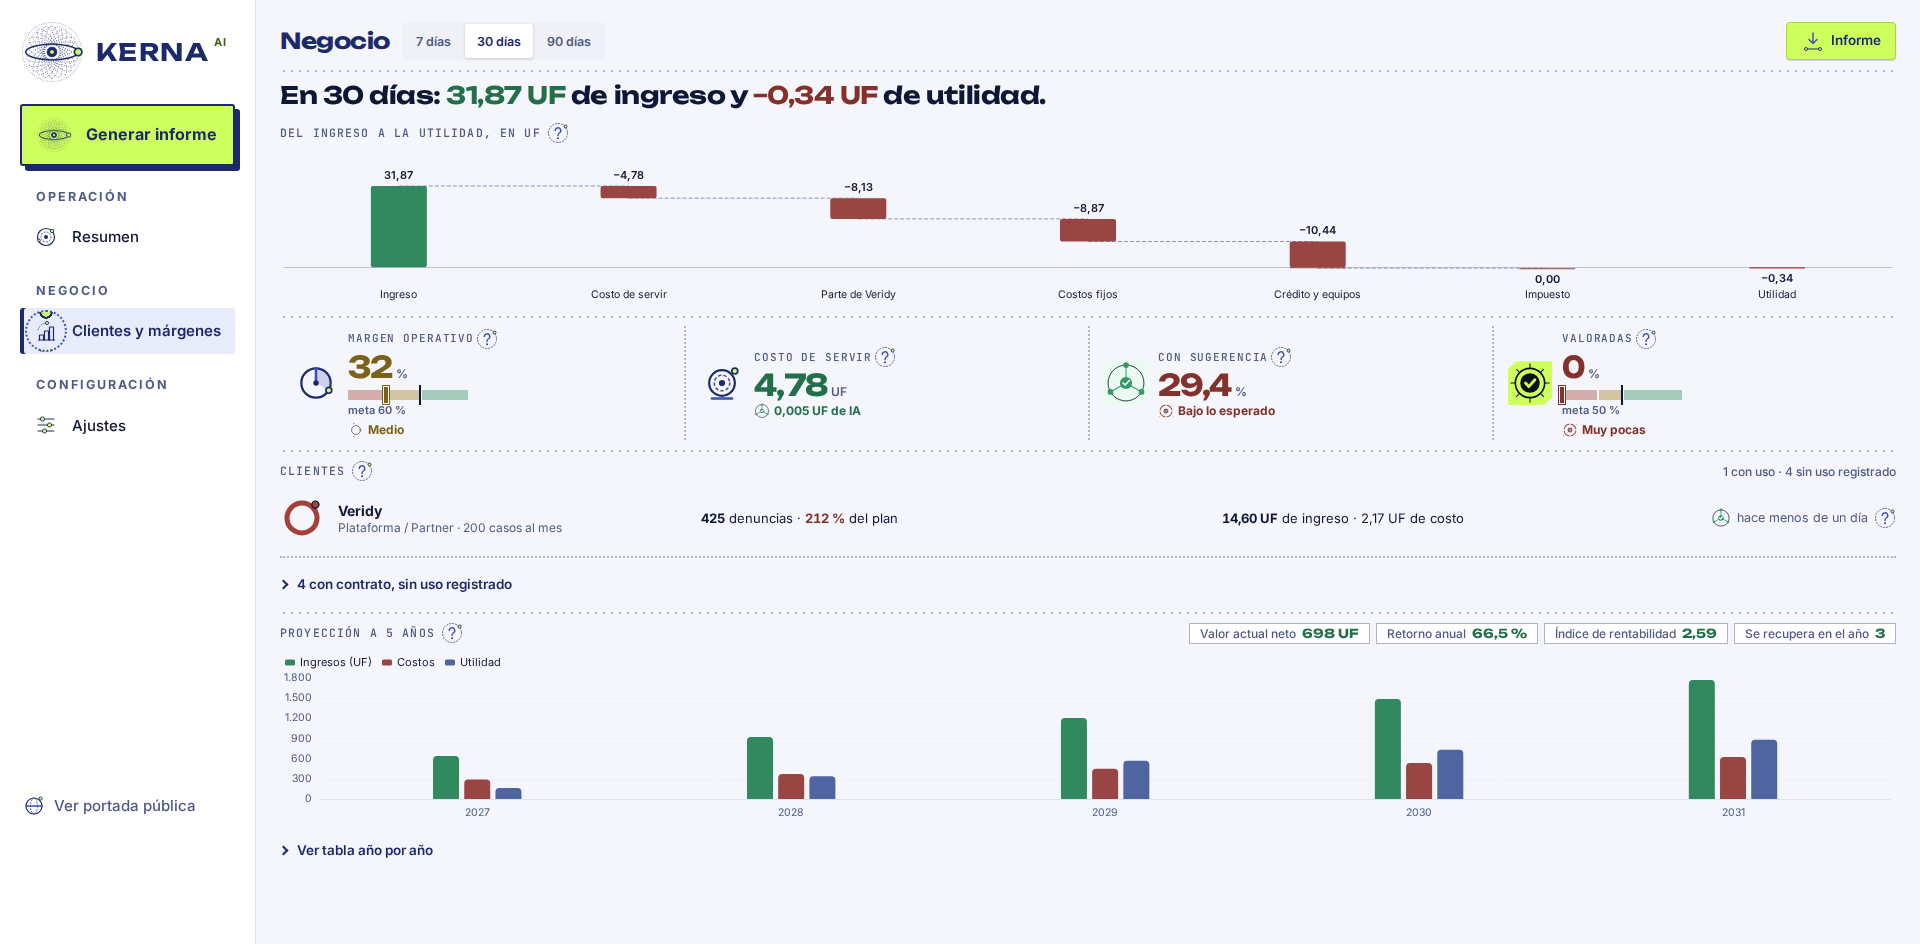 KERNA AI
Generar informe
OPERACIÓN
Resumen
NEGOCIO
Clientes y márgenes
CONFIGURACIÓN
Ajustes
Ver portada pública
Negocio
7 días
30 días
90 días
Informe
En 30 días: 31,87 UF de ingreso y −0,34 UF de utilidad.
DEL INGRESO A LA UTILIDAD, EN UF ?
31,87
−4,78
−8,13
−8,87
−10,44
0,00
−0,34
Ingreso
Costo de servir
Parte de Veridy
Costos fijos
Crédito y equipos
Impuesto
Utilidad
MARGEN OPERATIVO ?
32 %
meta 60 %
Medio
COSTO DE SERVIR ?
4,78 UF
0,005 UF de IA
CON SUGERENCIA ?
29,4 %
Bajo lo esperado
VALORADAS ?
0 %
meta 50 %
Muy pocas
CLIENTES ?
1 con uso · 4 sin uso registrado
Veridy
Plataforma / Partner · 200 casos al mes
425 denuncias · 212 % del plan
14,60 UF de ingreso · 2,17 UF de costo
hace menos de un día ?
4 con contrato, sin uso registrado
PROYECCIÓN A 5 AÑOS ?
Valor actual neto 698 UF
Retorno anual 66,5 %
Índice de rentabilidad 2,59
Se recupera en el año 3
Ingresos (UF)
Costos
Utilidad
1.800
1.500
1.200
900
600
300
0
2027
2028
2029
2030
2031
Ver tabla año por año